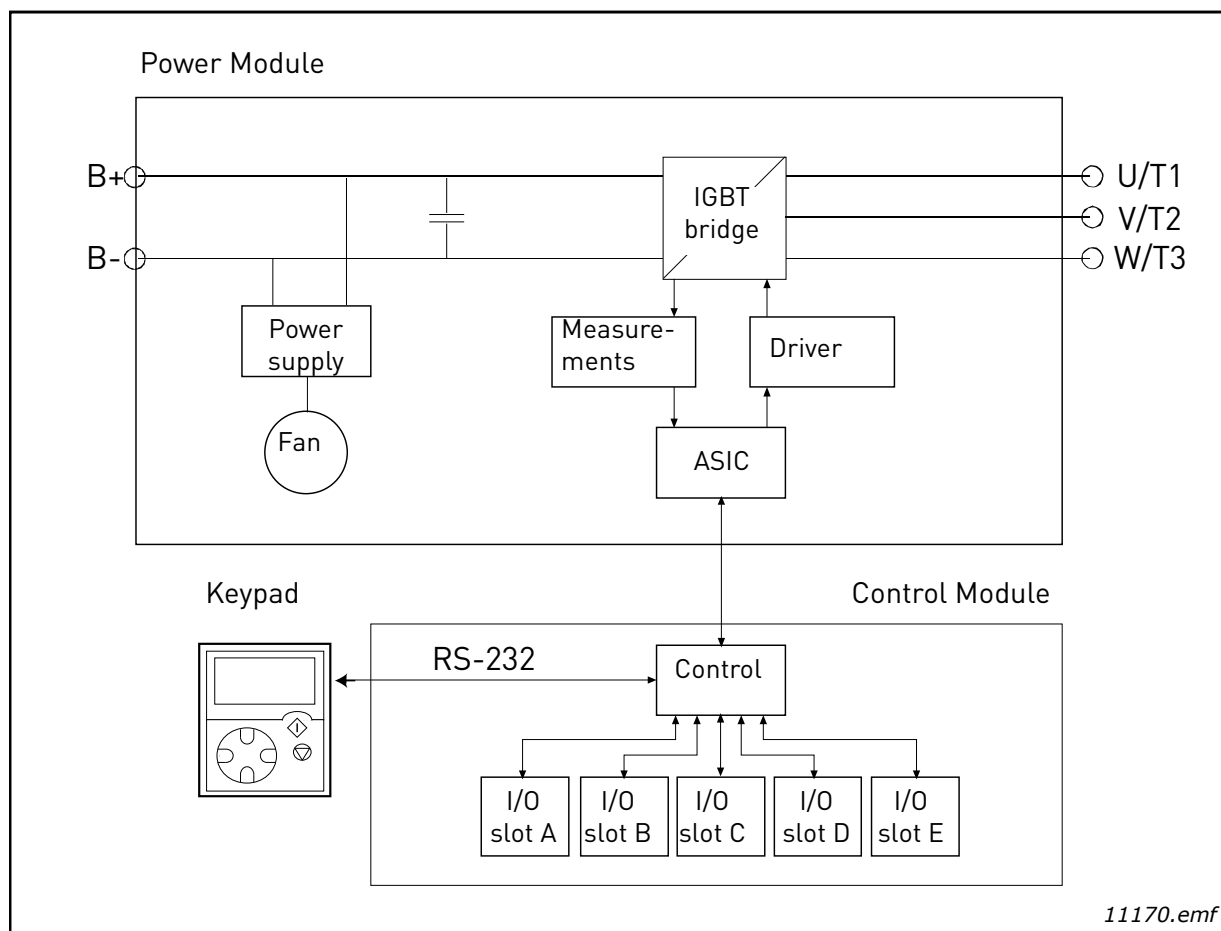 Power Module
B+
B-
IGBT
bridge
U/T1
V/T2
W/T3
Power
supply
Measure-
ments
Driver
Fan
ASIC
Keypad
Control Module
RS-232
Control
I/O
slot A
I/O
slot B
I/O
slot C
I/O
slot D
I/O
slot E
11170.emf